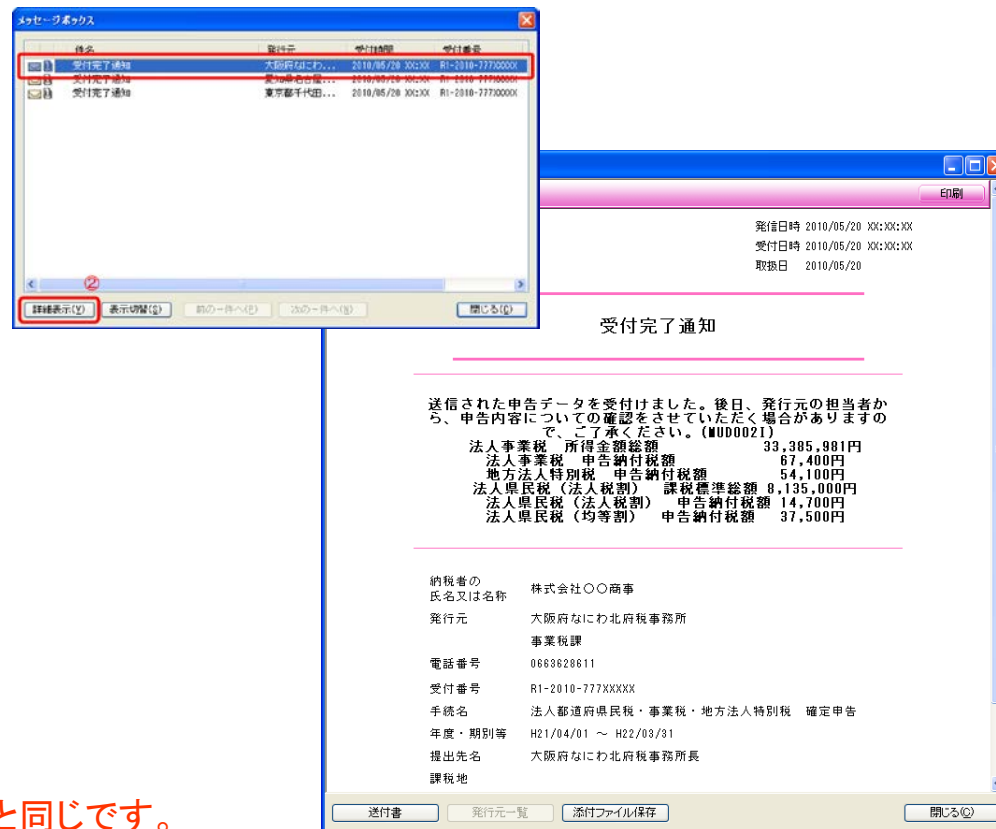 メッセージボックス
件名 発行元 受付時間 受付番号
受付完了通知 大阪府なにわ... 2010/05/20 XX:XX R1-2010-777XXXXX
受付完了通知 愛知県名古屋... 2010/05/20 XX:XX R1-2010-777XXXXX
受付完了通知 東京都千代田... 2010/05/20 XX:XX R1-2010-777XXXXX
②
詳細表示(Y) 表示切替(S) 前の一件へ(P) 次の一件へ(N) 閉じる(C)
印刷
発信日時 2010/05/20 XX:XX:XX
受付日時 2010/05/20 XX:XX:XX
取扱日 2010/05/20
受付完了通知
送信された申告データを受付けました。後日、発行元の担当者か
ら、申告内容についての確認をさせていただく場合がありますの
で、ご了承ください。(MUD002I)
法人事業税 所得金額総額 33,385,981円
法人事業税 申告納付税額 67,400円
地方法人特別税 申告納付税額 54,100円
法人県民税(法人税割) 課税標準総額 8,135,000円
法人県民税(法人税割) 申告納付税額 14,700円
法人県民税(均等割) 申告納付税額 37,500円
納税者の
氏名又は名称 株式会社〇〇商事
発行元 大阪府なにわ北府税事務所
事業税課
電話番号 0663628611
受付番号 R1-2010-777XXXXX
手続名 法人都道府県民税・事業税・地方法人特別税 確定申告
年度・期別等 H21/04/01 ～ H22/03/31
提出先名 大阪府なにわ北府税事務所長
課税地
送付書 発行元一覧 添付ファイル保存 閉じる(C)
と同じです。